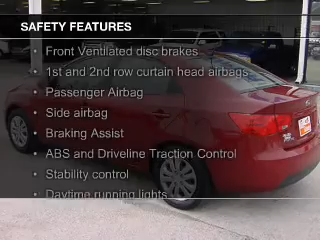 SAFETY FEATURES
• Front Ventilated disc brakes
• 1st and 2nd row curtain head airbags
• Passenger Airbag
• Side airbag
• Braking Assist
• ABS and Driveline Traction Control
• Stability control
• Daytime running lights